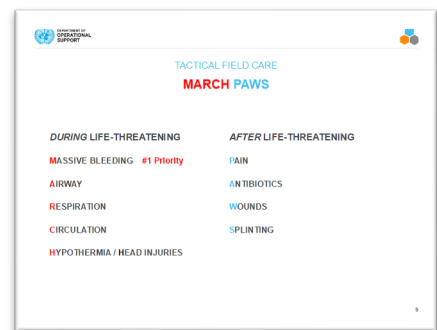 DEPARTMENT OF
OPERATIONAL
SUPPORT
TACTICAL FIELD CARE
MARCH PAWS
DURING LIFE-THREATENING
MASSIVE BLEEDING #1 Priority
AIRWAY
RESPIRATION
CIRCULATION
HYPOTHERMIA / HEAD INJURIES
AFTER LIFE-THREATENING
PAIN
ANTIBIOTICS
WOUNDS
SPLINTING
9